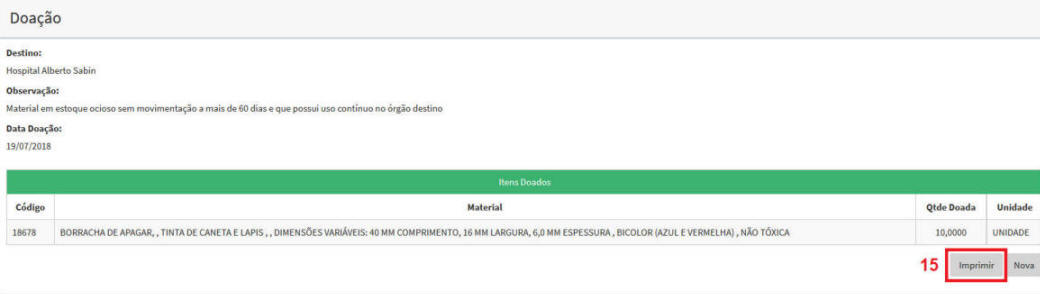 Doação
Destino:
Hospital Alberto Sabin
Observação:
Material em estoque ocioso sem movimentação a mais de 60 dias e que possui uso contínuo no órgão destino
Data Doação:
19/07/2018
Itens Doados
Código Material Qtde Doada Unidade
18678 BORRACHA DE APAGAR, , TINTA DE CANETA E LAPIS , , DIMENSÕES VARIÁVEIS: 40 MM COMPRIMENTO, 16 MM LARGURA, 6,0 MM ESPESSURA , BICOLOR (AZUL E VERMELHA) , NÃO TÓXICA 10,0000 UNIDADE
15 Imprimir Nova